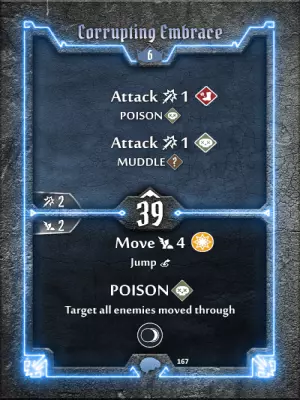 Corrupting Embrace
6
Attack 1
POISON
Attack 1
MUDDLE ?
2
39
2
Move 4
Jump
POISON
Target all enemies moved through
167